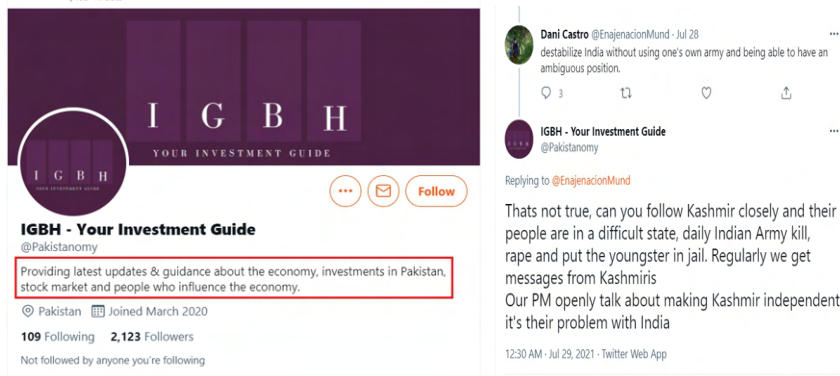 I G B H
YOUR INVESTMENT GUIDE
I G B H
YOUR INVESTMENT GUIDE
Follow
IGBH - Your Investment Guide
@Pakistanomy
Providing latest updates & guidance about the economy, investments in Pakistan,
stock market and people who influence the economy.
Pakistan Joined March 2020
109 Following 2,123 Followers
Not followed by anyone you're following
Dani Castro @EnajenacionMund · Jul 28
destabilize India without using one's own army and being able to have an
ambiguous position.
3
IGBH - Your Investment Guide
@Pakistanomy
Replying to @EnajenacionMund
Thats not true, can you follow Kashmir closely and their
people are in a difficult state, daily Indian Army kill,
rape and put the youngster in jail. Regularly we get
messages from Kashmiris
Our PM openly talk about making Kashmir independent
it's their problem with India
12:30 AM · Jul 29, 2021 · Twitter Web App